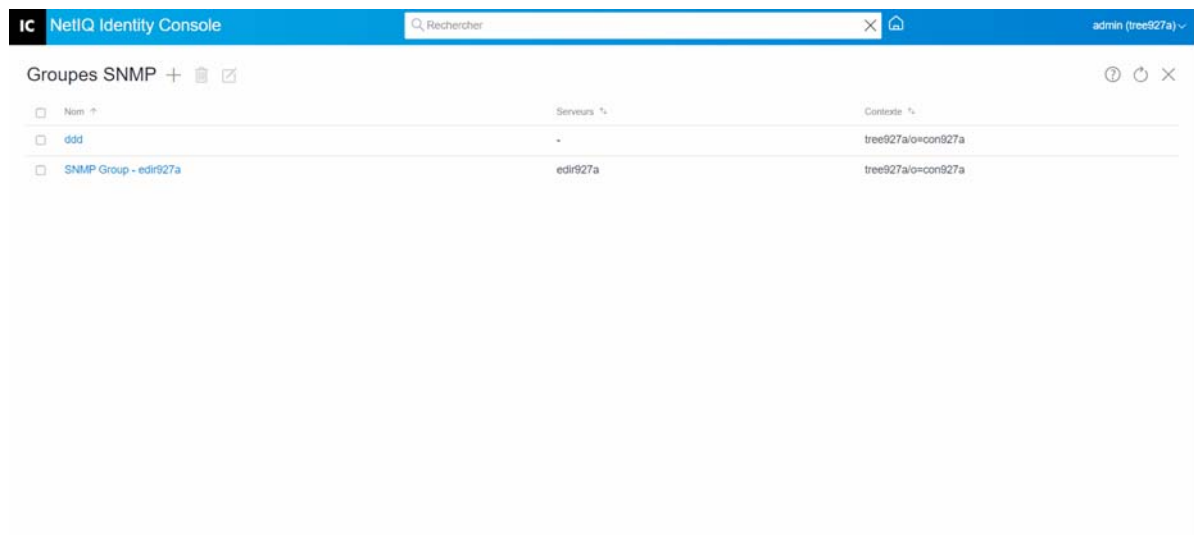 IC NetIQ Identity Console Rechercher admin (tree927a)
Groupes SNMP
Nom Serveurs Contexte
ddd - tree927a/o=con927a
SNMP Group - edir927a edir927a tree927a/o=con927a